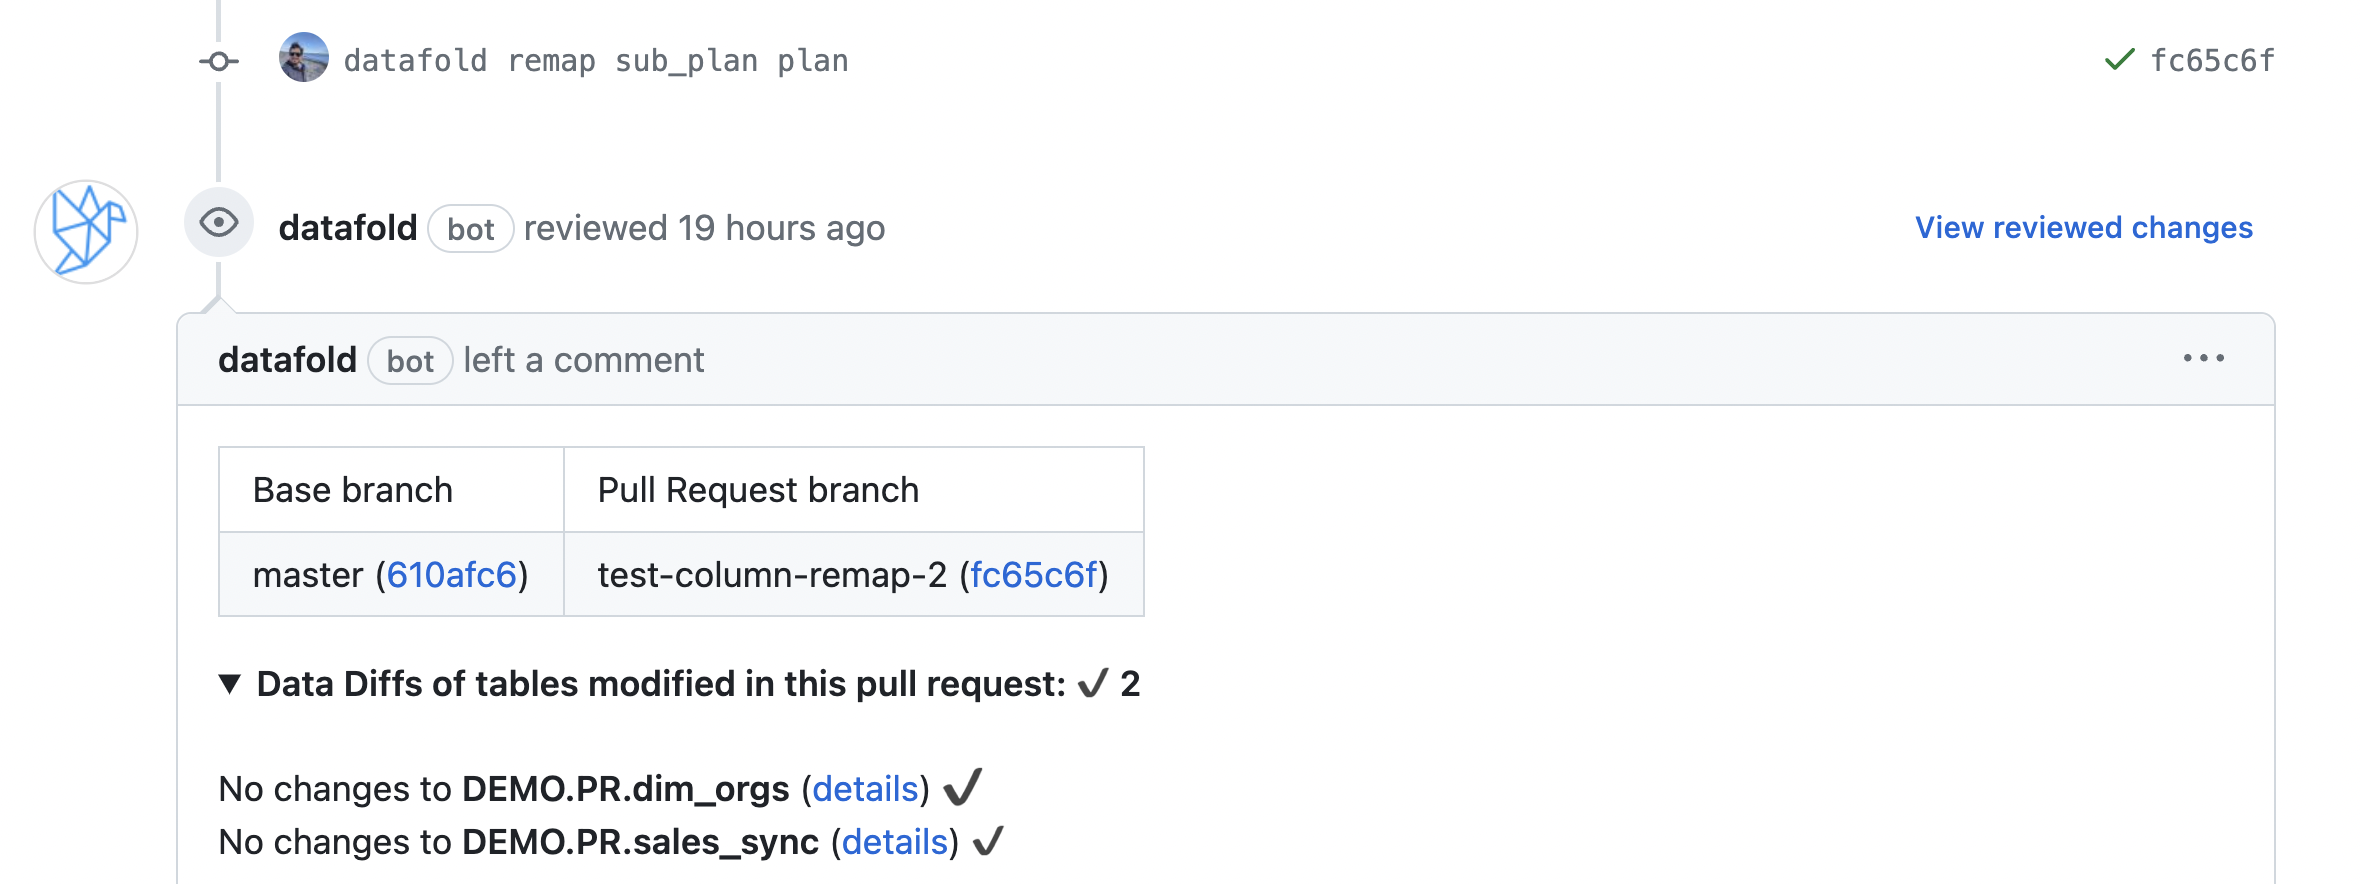 datafold remap sub_plan plan
fc65c6f
datafold bot reviewed 19 hours ago
View reviewed changes
datafold bot left a comment
Base branch
Pull Request branch
master (610afc6)
test-column-remap-2 (fc65c6f)
Data Diffs of tables modified in this pull request: ✔ 2
No changes to DEMO.PR.dim_orgs (details) ✔
No changes to DEMO.PR.sales_sync (details) ✔